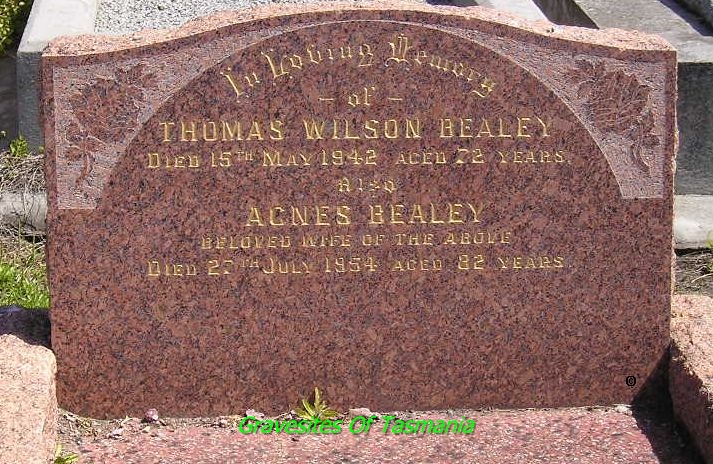 In Loving Memory
– of –
THOMAS WILSON BEALEY
DIED 15TH MAY 1942 AGED 72 YEARS.
Also
AGNES BEALEY
BELOVED WIFE OF THE ABOVE
DIED 27TH JULY 1954 AGED 82 YEARS.
Gravesites Of Tasmania